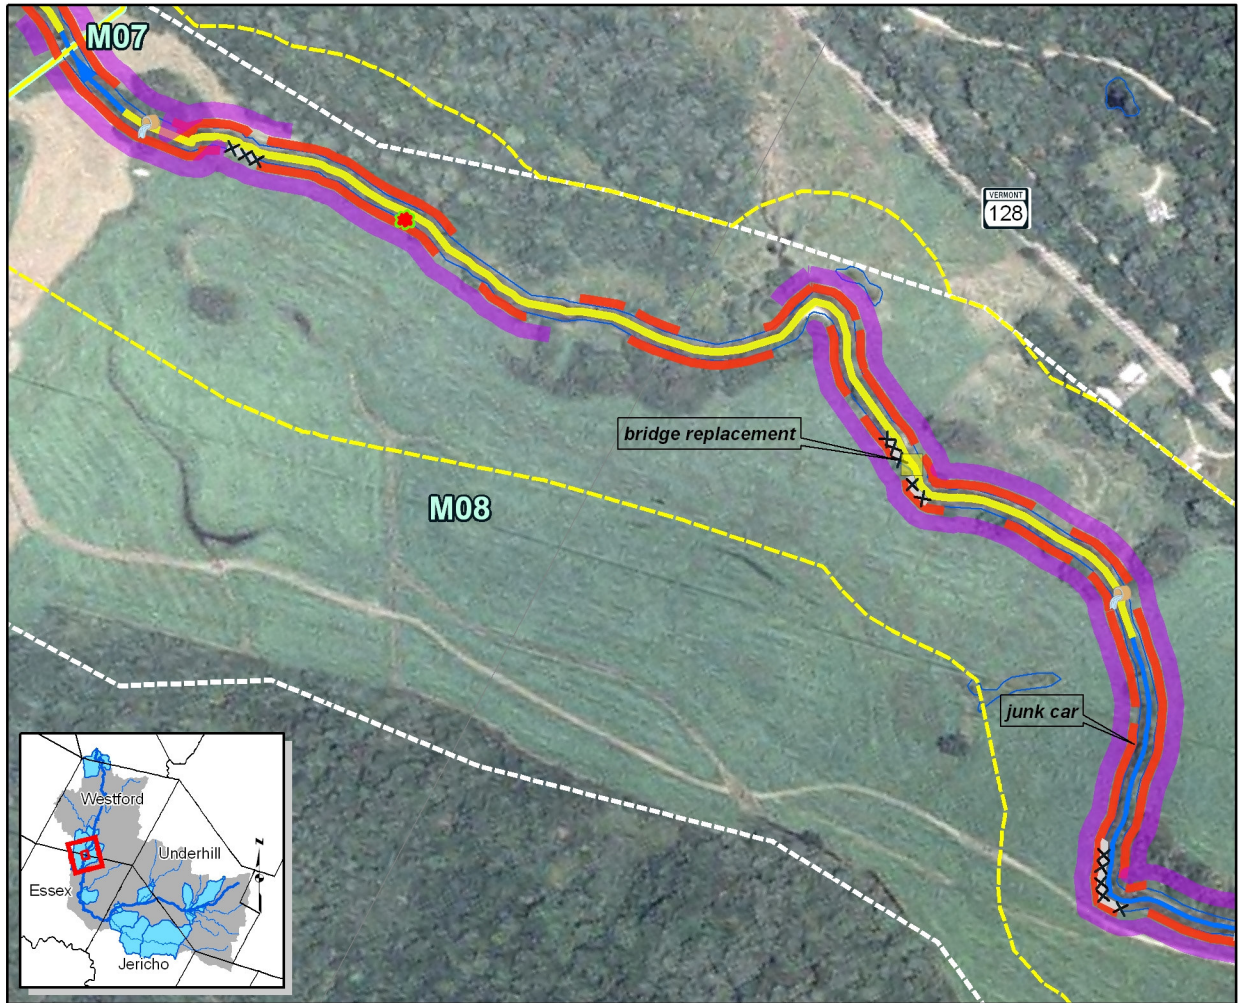 M07
VERMONT
128
bridge replacement
M08
junk car
Westford
Underhill
Essex
Jericho
Z